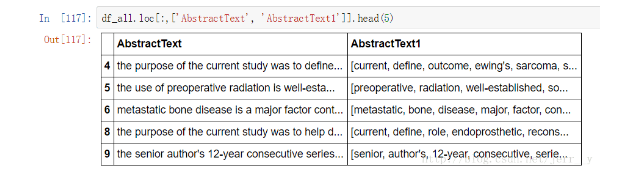 In [117]: df_all.loc[:,['AbstractText', 'AbstractText1']].head(5)
Out[117]:
AbstractText AbstractText1
4 the purpose of the current study was to define... [current, define, outcome, ewing's, sarcoma, s...
5 the use of preoperative radiation is well-esta... [preoperative, radiation, well-established, so...
6 metastatic bone disease is a major factor cont... [metastatic, bone, disease, major, factor, con...
8 the purpose of the current study was to help d... [current, define, role, endoprosthetic, recons...
9 the senior author's 12-year consecutive series... [senior, author's, 12-year, consecutive, serie...